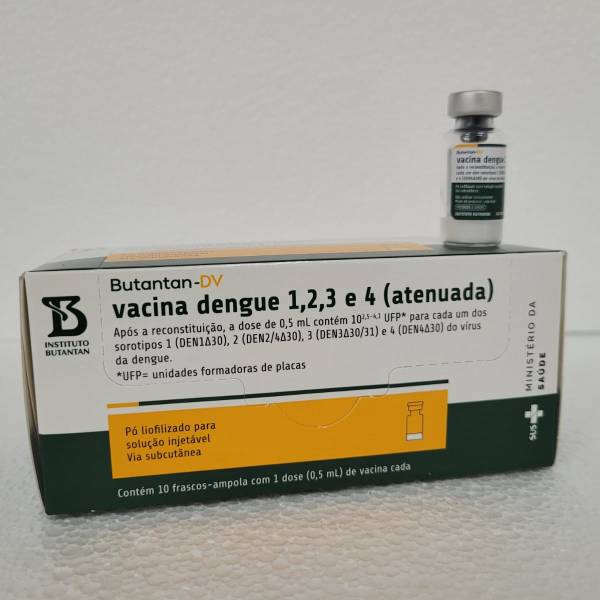 Butantan-DV
vacina dengue
Butantan-DV
vacina dengue 1,2,3 e 4 (atenuada)
Após a reconstituição, a dose de 0,5 mL contém 10²,⁵⁻⁴,¹ UFP* para cada um dos
sorotipos 1 (DEN1Δ30), 2 (DEN2/4Δ30), 3 (DEN3Δ30/31) e 4 (DEN4Δ30) do vírus
da dengue.
*UFP= unidades formadoras de placas
INSTITUTO
BUTANTAN
Pó liofilizado para
solução injetável
Via subcutânea
Contém 10 frascos-ampola com 1 dose (0,5 mL) de vacina cada
SUS
MINISTÉRIO DA
SAÚDE